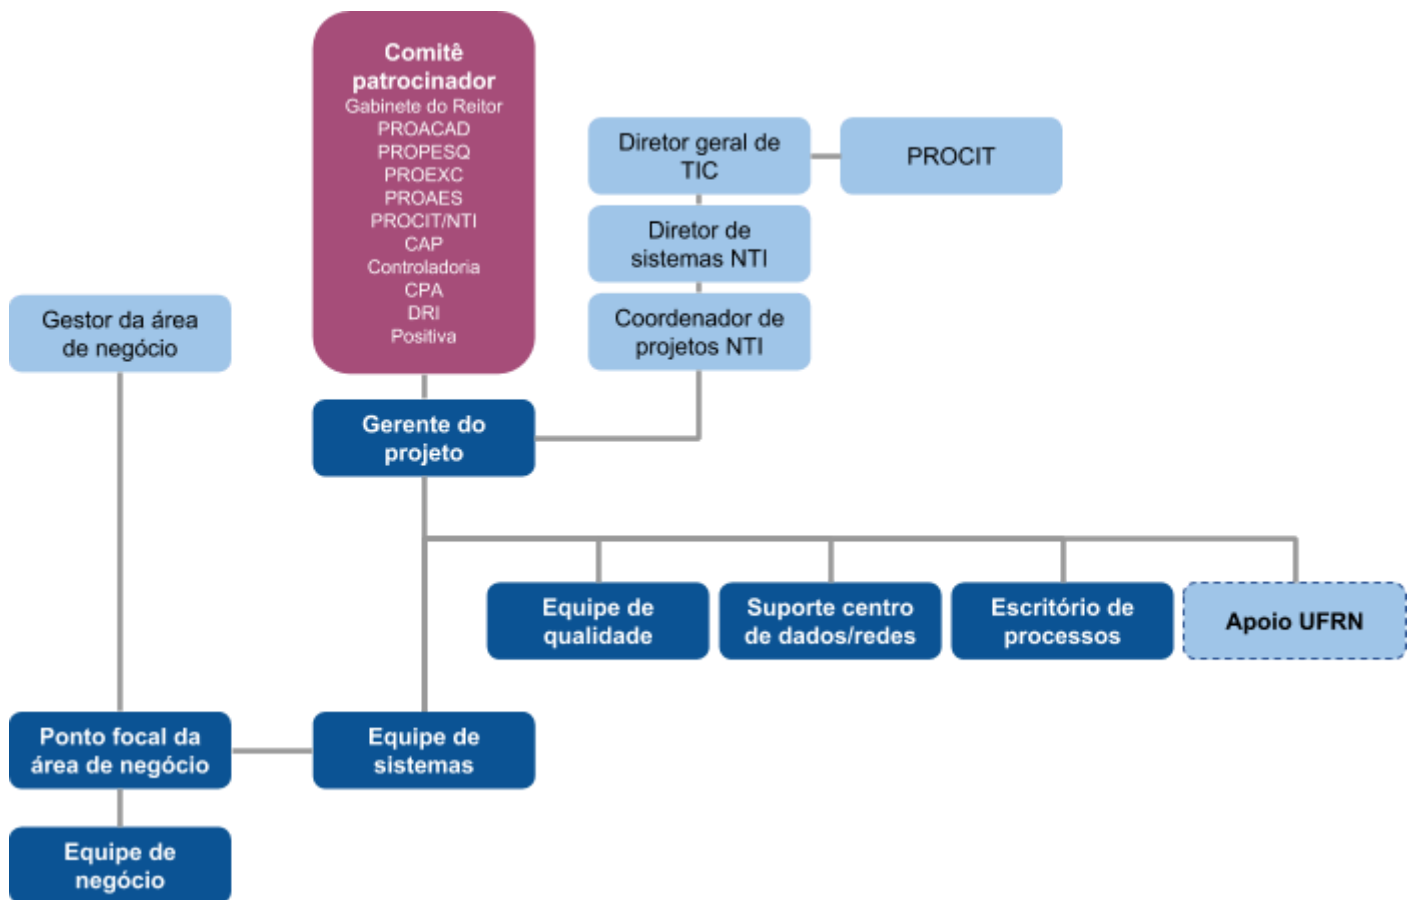 Comitê
patrocinador
Gabinete do Reitor
PROACAD
PROPESQ
PROEXC
PROAES
PROCIT/NTI
CAP
Controladoria
CPA
DRI
Positiva
Diretor geral de
TIC
PROCIT
Diretor de
sistemas NTI
Coordenador de
projetos NTI
Gestor da área
de negócio
Gerente do
projeto
Equipe de
qualidade
Suporte centro
de dados/redes
Escritório de
processos
Apoio UFRN
Ponto focal da
área de negócio
Equipe de
sistemas
Equipe de
negócio